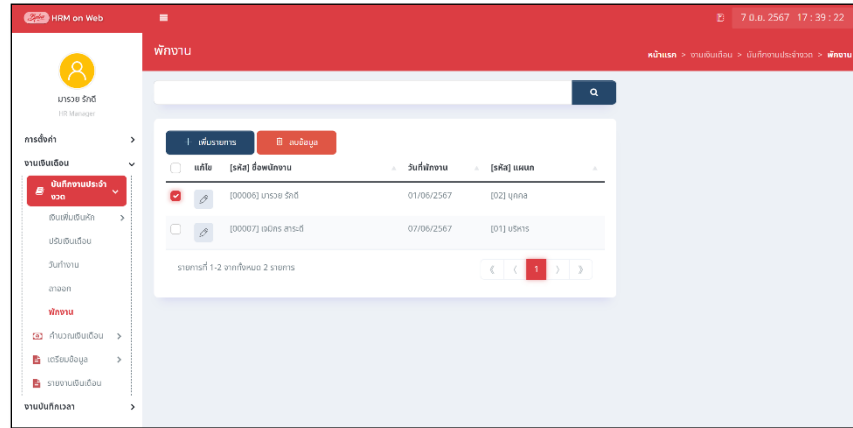 HRM on Web
7 มิ.ย. 2567 17:39:22
พักงาน
หน้าแรก > งานเงินเดือน > บันทึกงานประจำงวด > พักงาน
มารวย รักดี
HR Manager
การตั้งค่า
งานเงินเดือน
บันทึกงานประจำ
งวด
เงินเพิ่มเงินหัก
ปรับเงินเดือน
วันทำงาน
ลาออก
พักงาน
คำนวณเงินเดือน
เตรียมข้อมูล
รายงานเงินเดือน
งานบันทึกเวลา
เพิ่มรายการ
ลบข้อมูล
แก้ไข [รหัส] ชื่อพนักงาน วันที่พักงาน [รหัส] แผนก
[00006] มารวย รักดี 01/06/2567 [02] บุคคล
[00007] 07/06/2567 [01] บริหาร
รายการที่ 1-2 จากทั้งหมด 2 รายการ
1